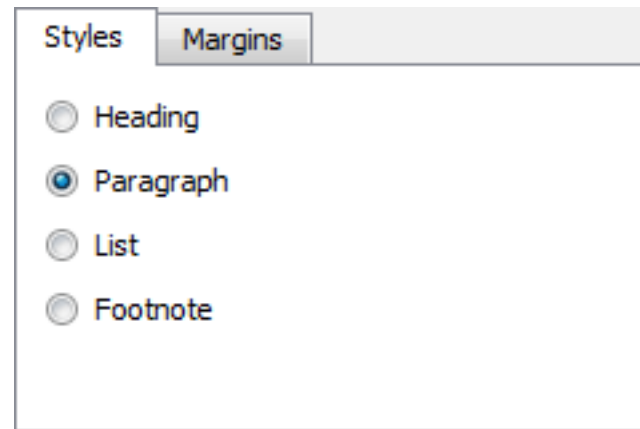 Styles Margins
Heading
Paragraph
List
Footnote